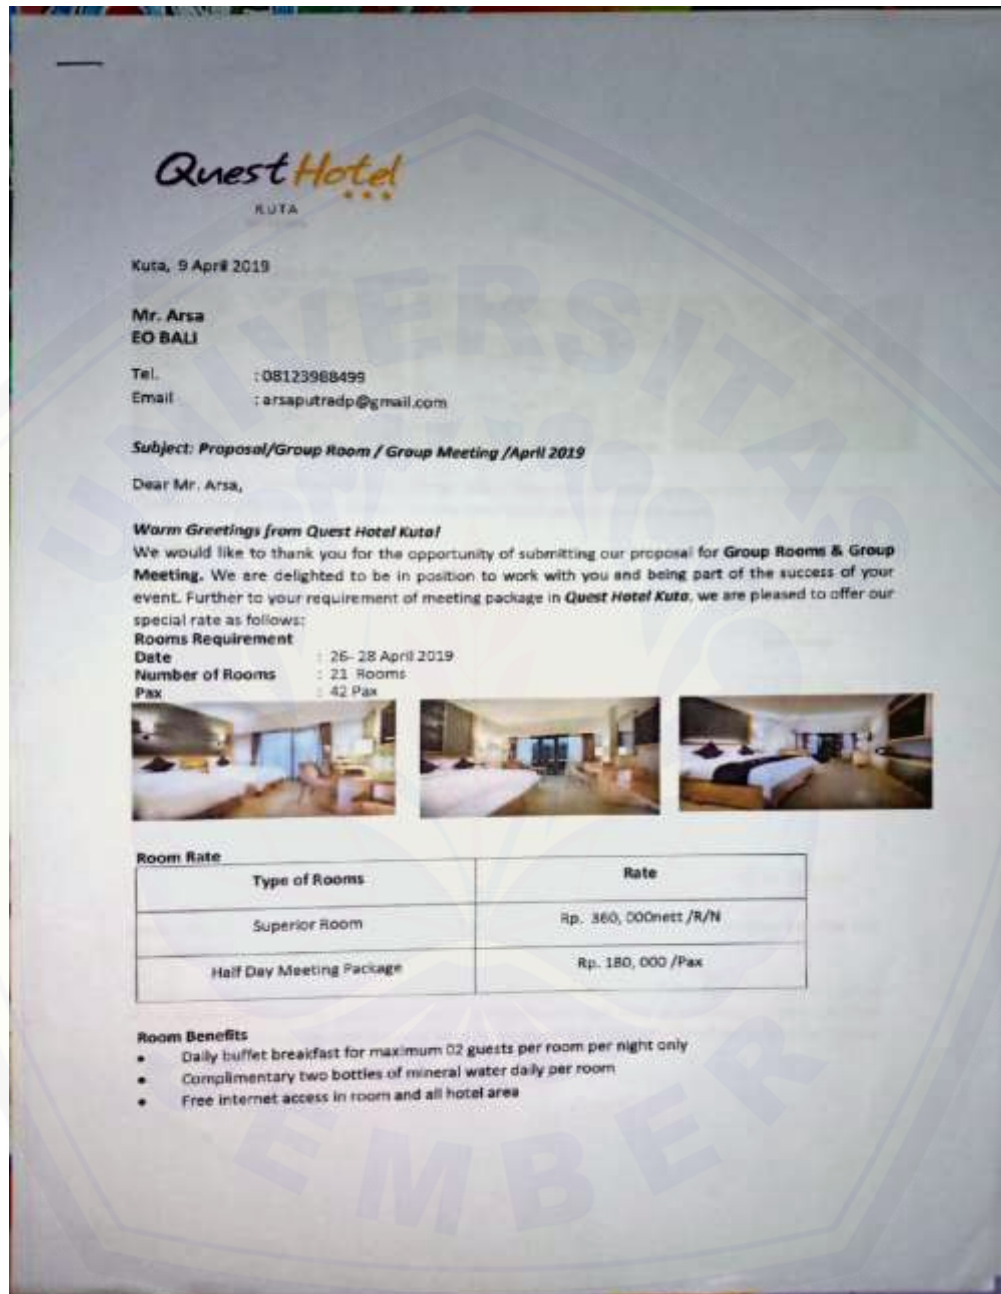 Quest Hotel
KUTA
Kuta, 9 April 2019
Mr. Arsa
EO BALI
Tel. : 08123988499
Email : arsaputradp@gmail.com
Subject: Proposal/Group Room / Group Meeting /April 2019
Dear Mr. Arsa,
Warm Greetings from Quest Hotel Kuta!
We would like to thank you for the opportunity of submitting our proposal for Group Rooms & Group
Meeting. We are delighted to be in position to work with you and being part of the success of your
event. Further to your requirement of meeting package in Quest Hotel Kuta, we are pleased to offer our
special rate as follows:
Rooms Requirement
Date : 26- 28 April 2019
Number of Rooms : 21 Rooms
Pax : 42 Pax
Room Rate
Type of Rooms Rate
Superior Room Rp. 360, 000nett /R/N
Half Day Meeting Package Rp. 180, 000 /Pax
Room Benefits
• Daily buffet breakfast for maximum 02 guests per room per night only
• Complimentary two bottles of mineral water daily per room
• Free internet access in room and all hotel area
UNIVERSITAS
JEMBER